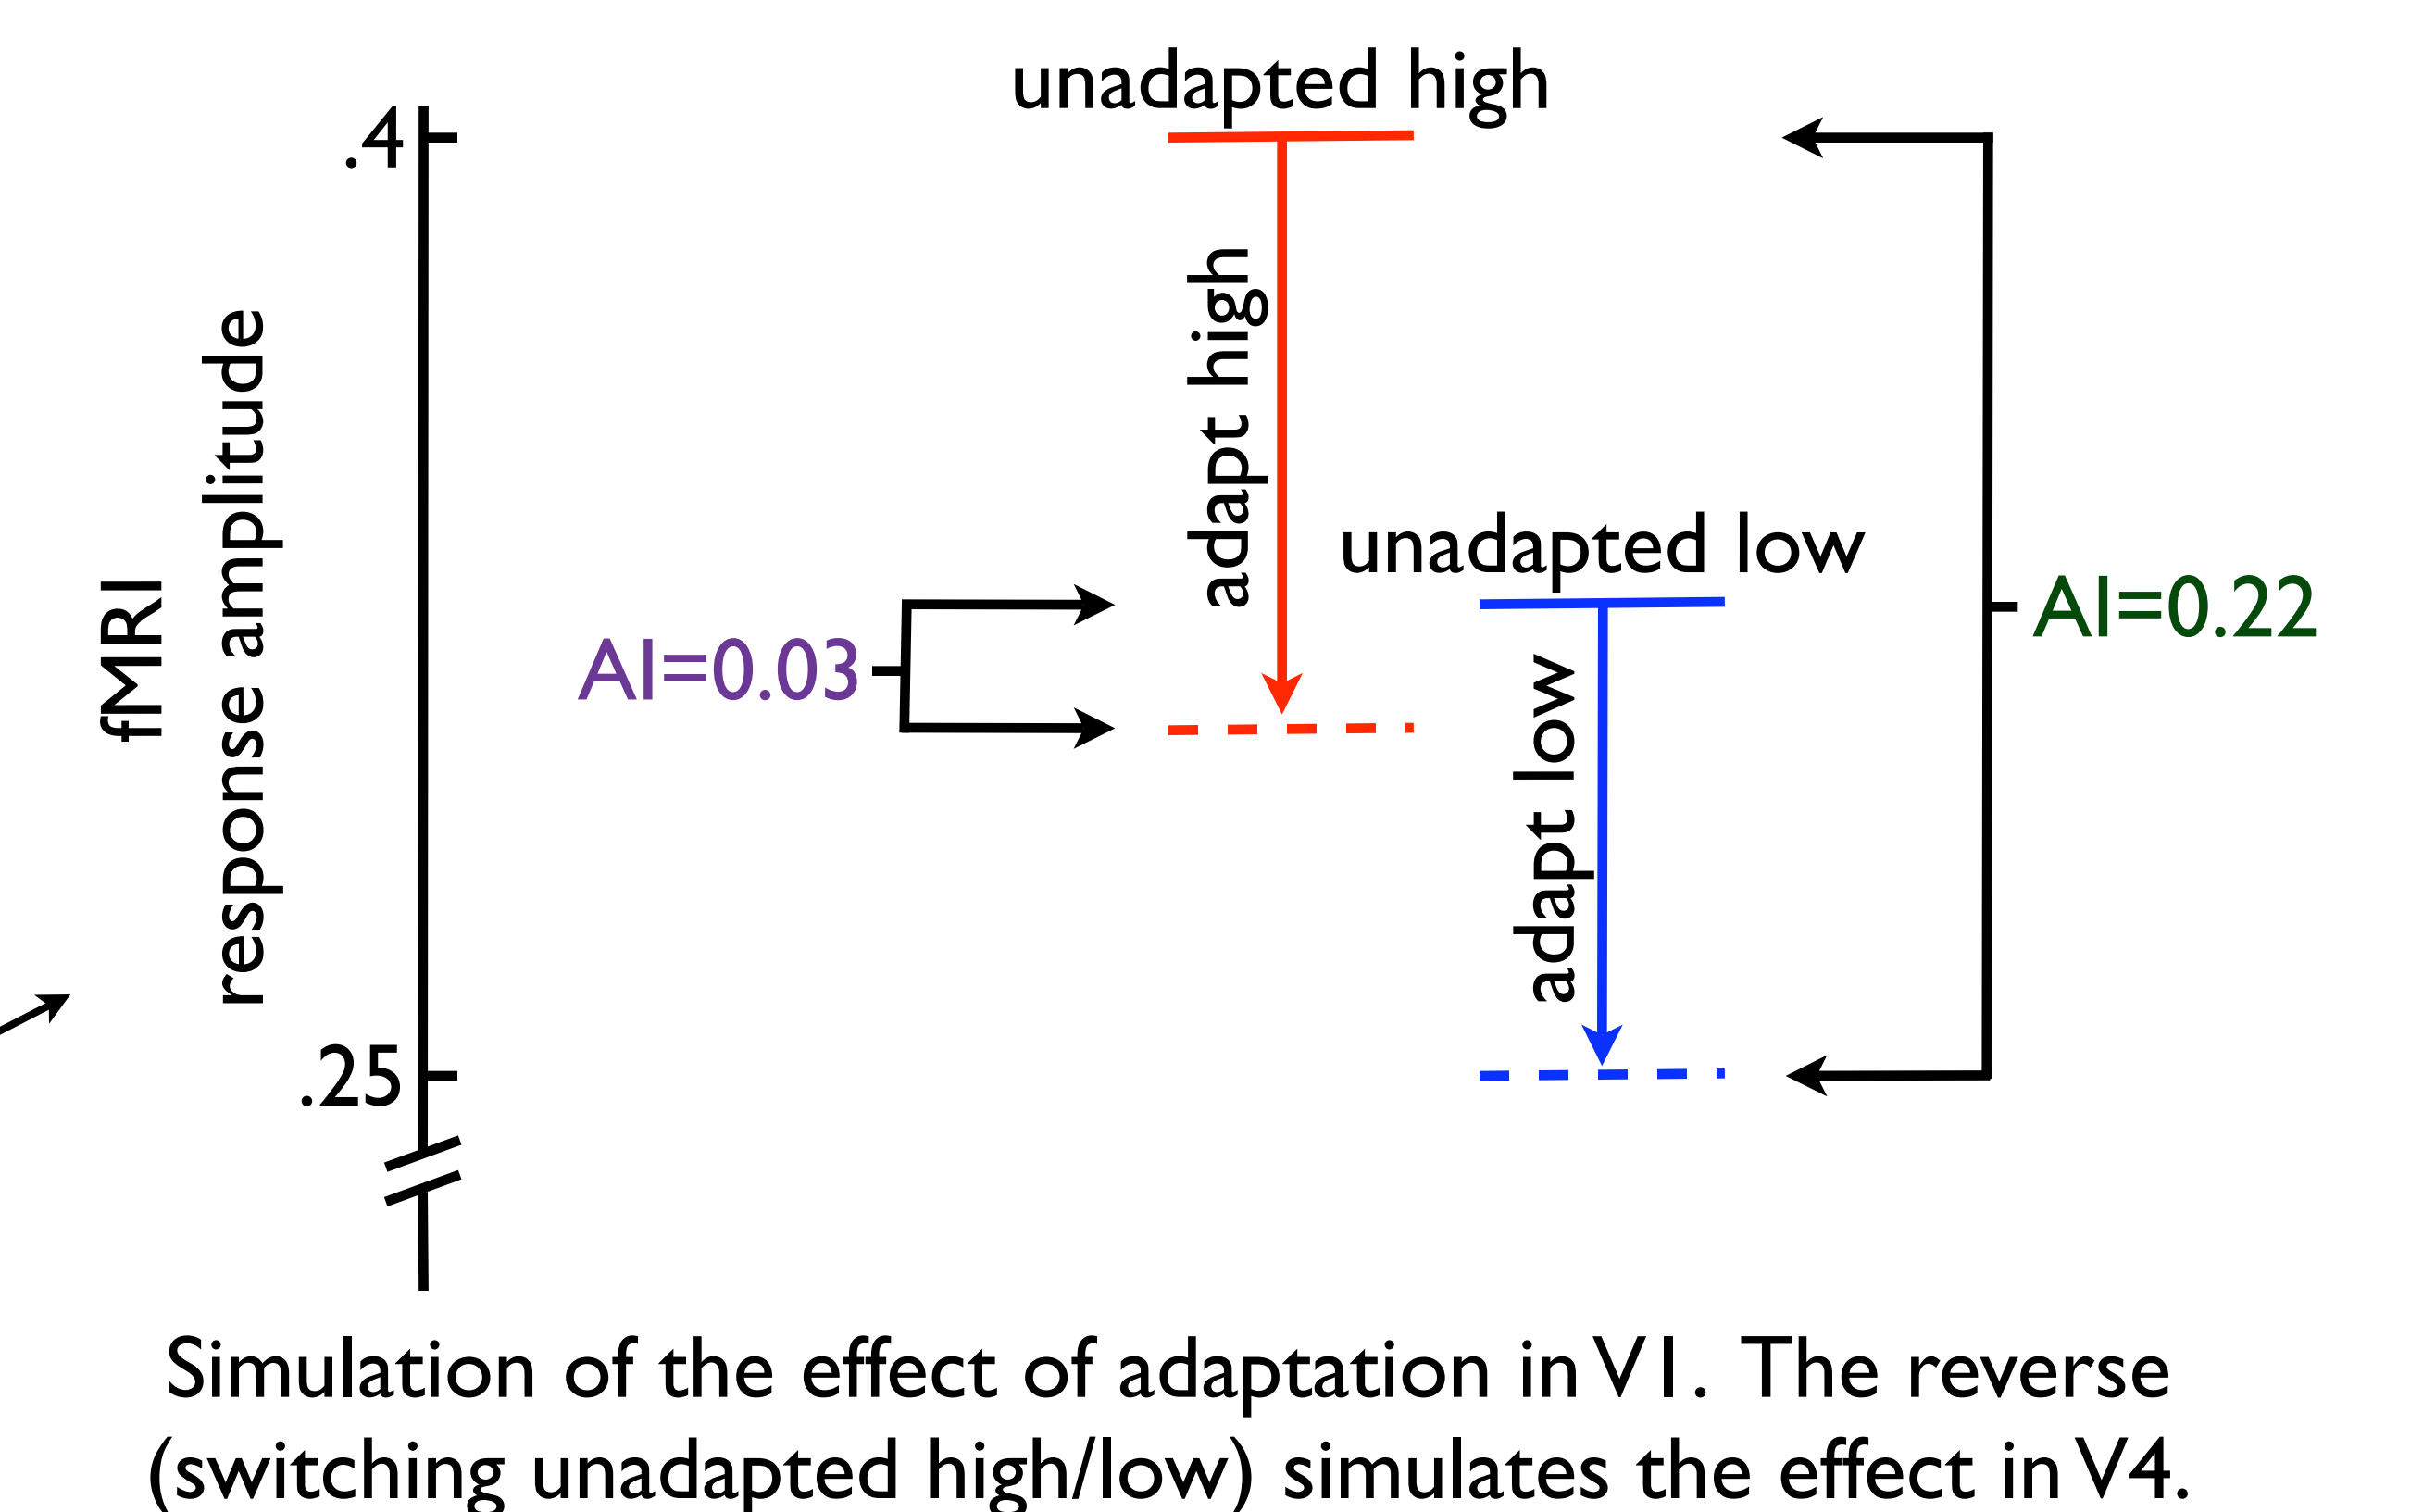 unadapted high
.4
adapt high
fMRI
response amplitude
unadapted low
AI=0.03
AI=0.22
adapt low
.25
Simulation of the effect of adaptation in V1. The reverse
(switching unadapted high/low) simulates the effect in V4.